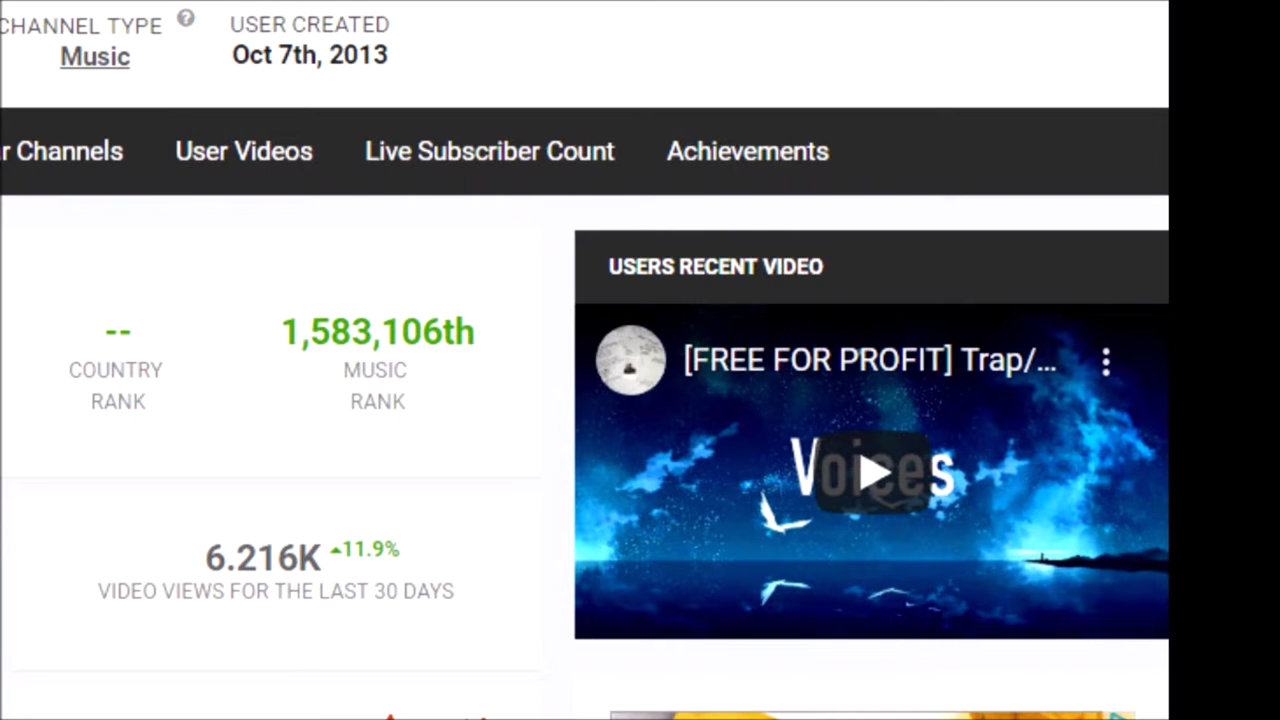 CHANNEL TYPE
Music
USER CREATED
Oct 7th, 2013
r Channels
User Videos
Live Subscriber Count
Achievements
--
COUNTRY
RANK
1,583,106th
MUSIC
RANK
6.216K 11.9%
VIDEO VIEWS FOR THE LAST 30 DAYS
USERS RECENT VIDEO
[FREE FOR PROFIT] Trap/...
Voices